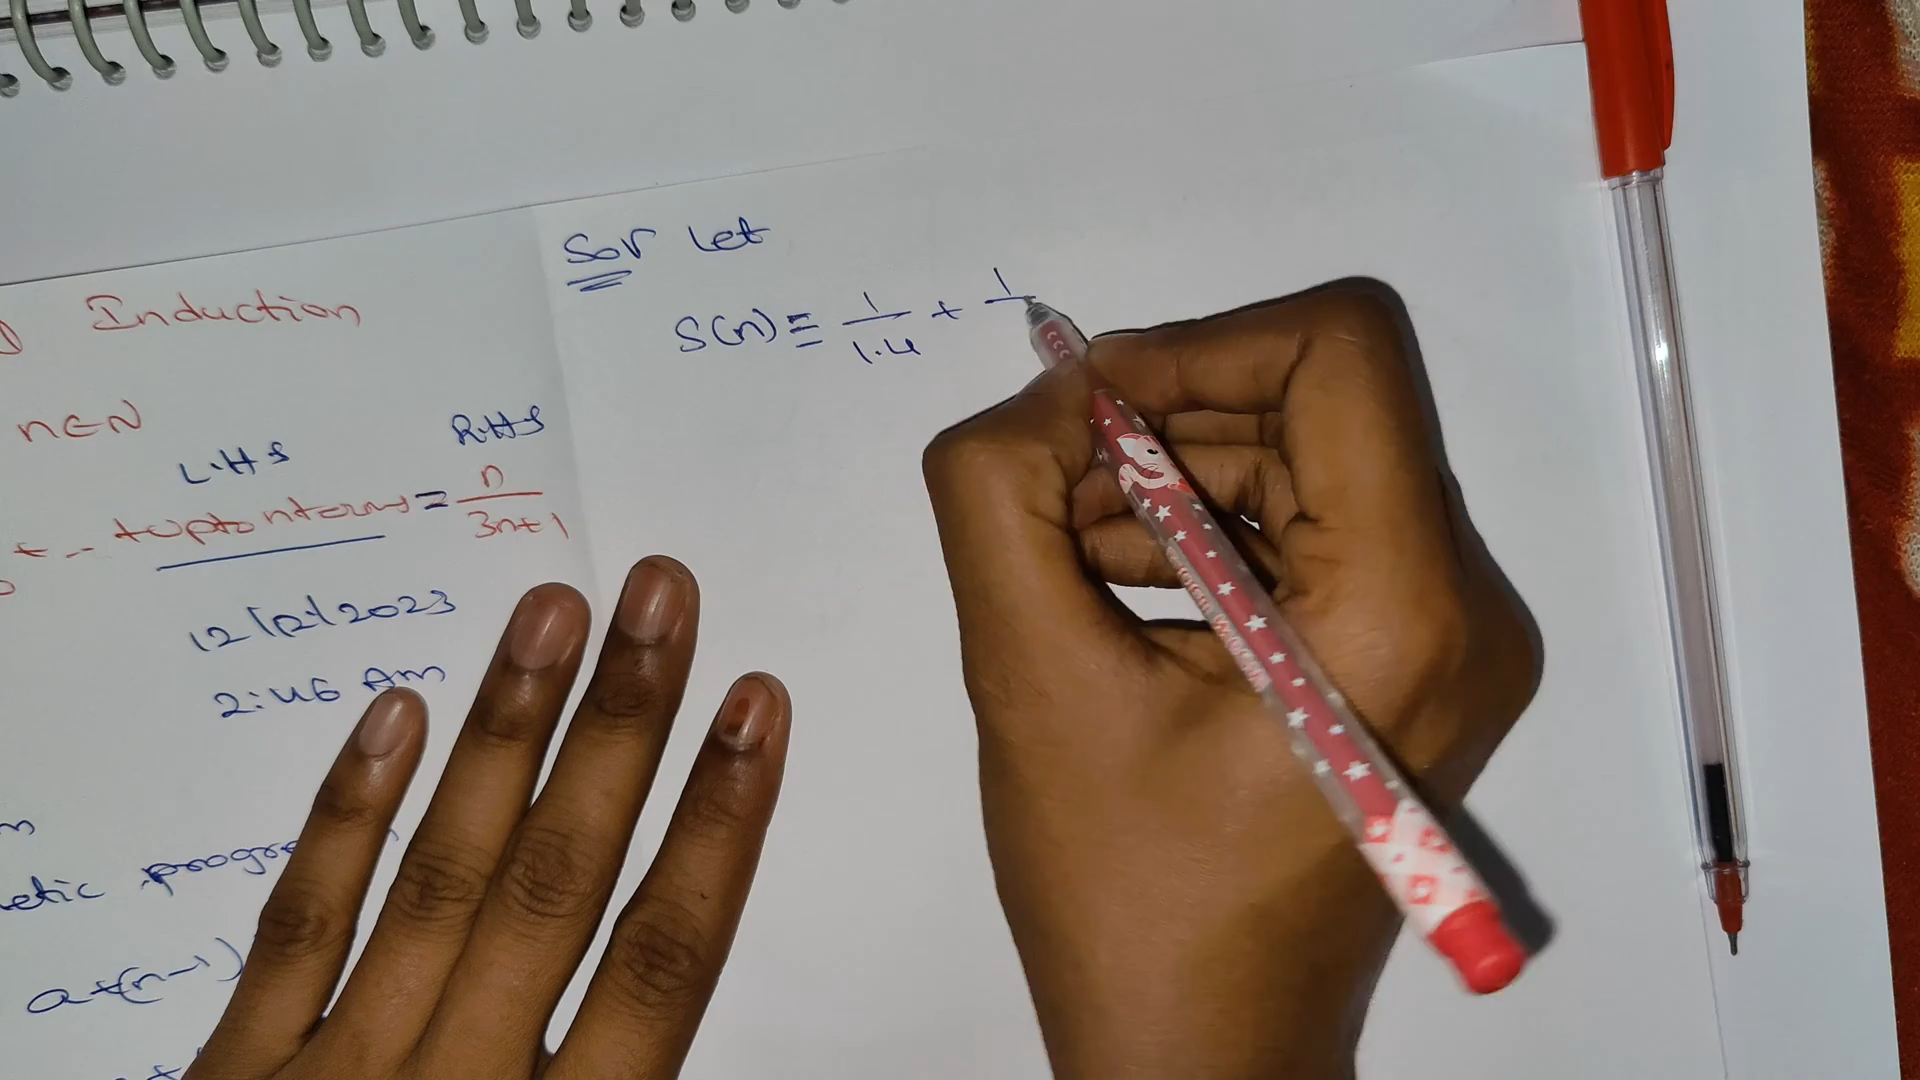 Induction
n∈N
L.H.S R.H.S
+ .. + upto n terms = n/(3n+1)
12/12/2023
2:46 Am
etic progre
a+(n-1)
Sol Let
S(n) ≡ 1/1.4 + 1/